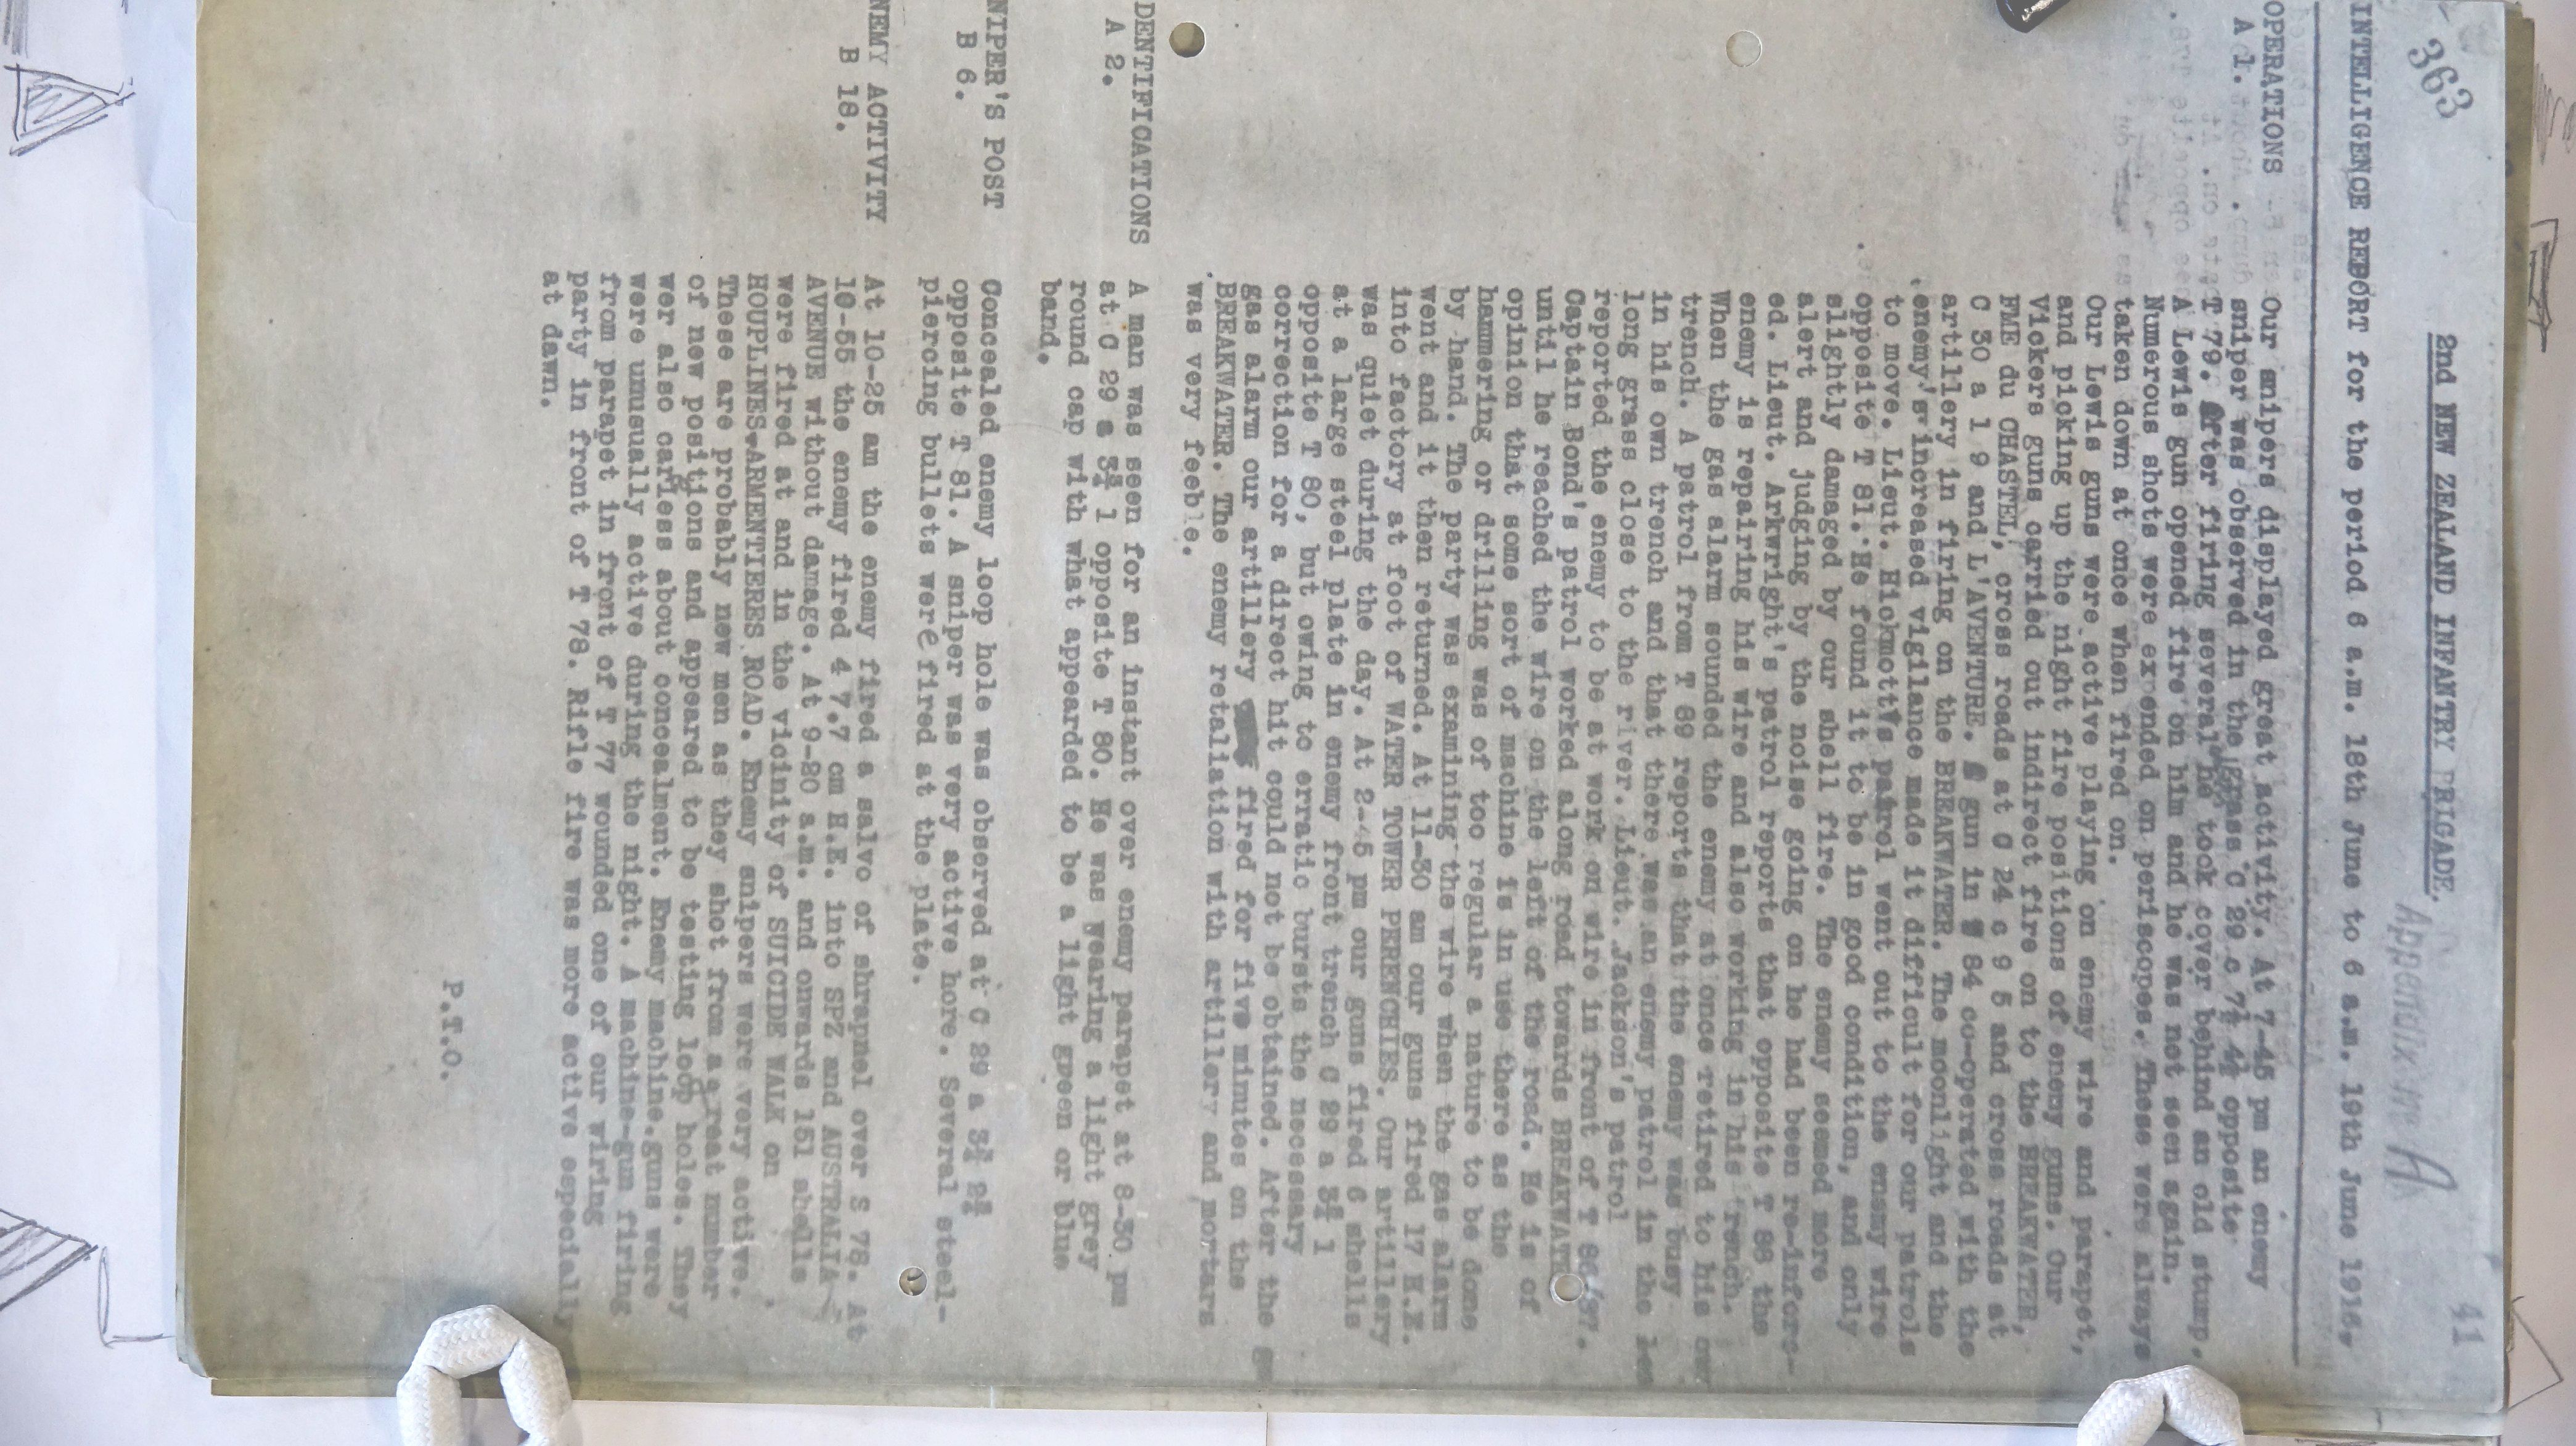 363
41
Appendix no A
2nd NEW ZEALAND INFANTRY BRIGADE.
INTELLIGENCE REPORT for the period 6 a.m. 18th June to 6 a.m. 19th June 1916.
OPERATIONS
A 1.
Our snipers displayed great activity. At 7-45 pm an enemy
sniper was observed in the grass C 29 c 7½ 4½ opposite
T 79. After firing several he took cover behind an old stump.
A Lewis gun opened fire on him and he was not seen again.
Numerous shots were expended on periscopes. These were always
taken down at once when fired on.
Our Lewis guns were active playing on enemy wire and parapet,
and picking up the night fire positions of enemy guns. Our
Vickers guns carried out indirect fire on to the BREAKWATER,
FME du CHASTEL, cross roads at C 24 c 9 5 and cross roads at
C 30 a 1 9 and L'AVENTURE. gun in 84 co-operated with the
artillery in firing on the BREAKWATER. The moonlight and the
enemy's increased vigilance made it difficult for our patrols
to move. Lieut. Hickmott's patrol went out to the enemy wire
opposite T 81. He found it to be in good condition, and only
slightly damaged by our shell fire. The enemy seemed more
alert and judging by the noise going on he had been re-inforc-
ed. Lieut. Arkwright's patrol reports that opposite T 88 the
enemy is repairing his wire and also working in his trench.
When the gas alarm sounded the enemy at once retired to his
trench. A patrol from T 89 reports that the enemy was busy
in his own trench and that there was an enemy patrol in the
long grass close to the river. Lieut. Jackson's patrol
reported the enemy to be at work on wire in front of T 86/87.
Captain Bond's patrol worked along road towards BREAKWATE
until he reached the wire on the left of the road. He is of
opinion that some sort of machine is in use there as the
hammering or drilling was of too regular a nature to be done
by hand. The party was examining the wire when the gas alarm
went and it then returned. At 11-30 am our guns fired 17 H.E.
into factory at foot of WATER TOWER PERENCHIES. Our artillery
was quiet during the day. At 2-45 pm our guns fired 6 shells
at a large steel plate in enemy front trench C 29 a 3¾ 1
opposite T 80, but owing to erratic bursts the necessary
correction for a direct hit could not be obtained. After the
gas alarm our artillery fired for five minutes on the
BREAKWATER. The enemy retaliation with artillery and mortars
was very feeble.
DENTIFICATIONS
A 2.
A man was seen for an instant over enemy parapet at 8-30 pm
at C 29 a 3¾ 1 opposite T 80. He was wearing a light grey
round cap with what appearded to be a light green or blue
band.
NIPER'S POST
B 6.
Concealed enemy loop hole was observed at C 29 a 3¾ 2¾
opposite T 81. A sniper was very active hore. Several steel-
piercing bullets were fired at the plate.
NEMY ACTIVITY
B 18.
At 10-25 am the enemy fired a salvo of shrapnel over S 78. At
10-55 the enemy fired 4 7.7 cm H.E. into SPZ and AUSTRALIA
AVENUE without damage. At 9-20 a.m. and onwards 151 shells
were fired at and in the vicinity of SUICIDE WALK on
HOUPLINES-ARMENTIERES ROAD. Enemy snipers were very active.
These are probably new men as they shot from a great number
of new positions and appeared to be testing loop holes. They
wer also carless about concealment. Enemy machine guns were
were unusually active during the night. A machine-gun firing
from parapet in front of T 77 wounded one of our wiring
party in front of T 78. Rifle fire was more active especially
at dawn.
P.T.O.